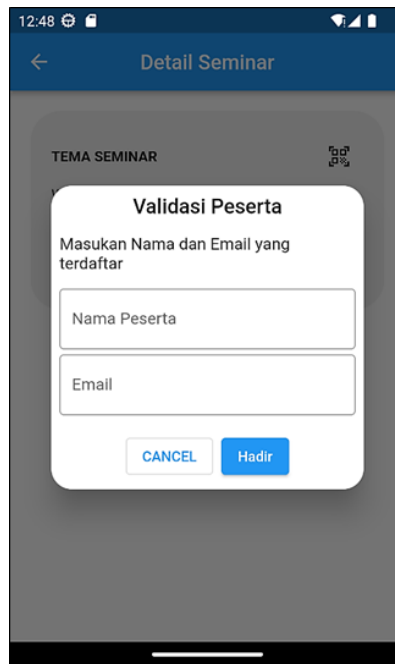 12:48
Detail Seminar
TEMA SEMINAR
Validasi Peserta
Masukan Nama dan Email yang
terdaftar
Nama Peserta
Email
CANCEL
Hadir